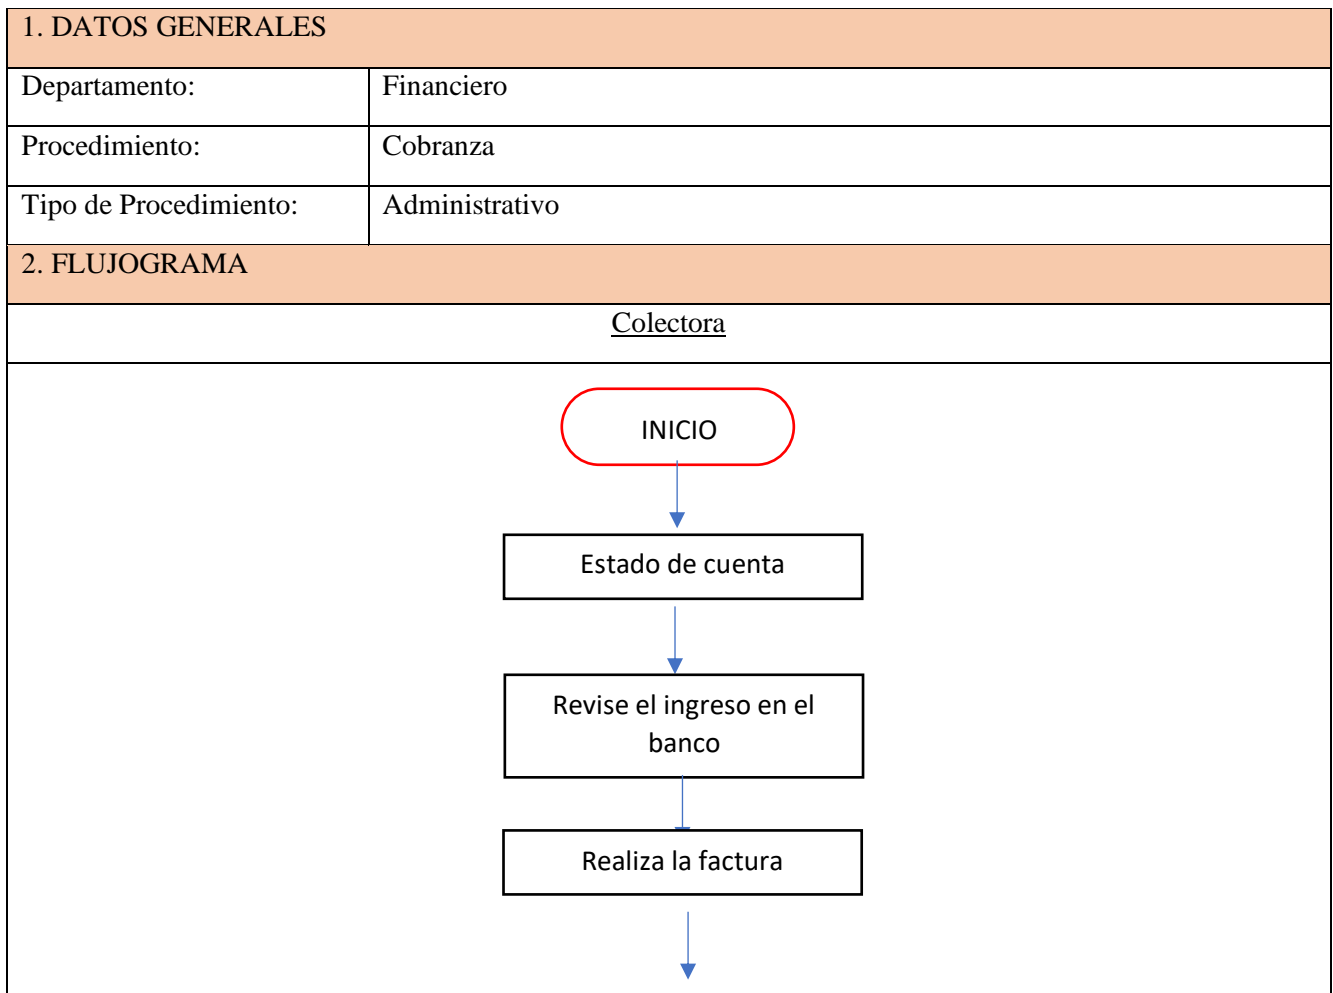 1. DATOS GENERALES
Departamento: Financiero
Procedimiento: Cobranza
Tipo de Procedimiento: Administrativo
2. FLUJOGRAMA
Colectora
INICIO
Estado de cuenta
Revise el ingreso en el
banco
Realiza la factura